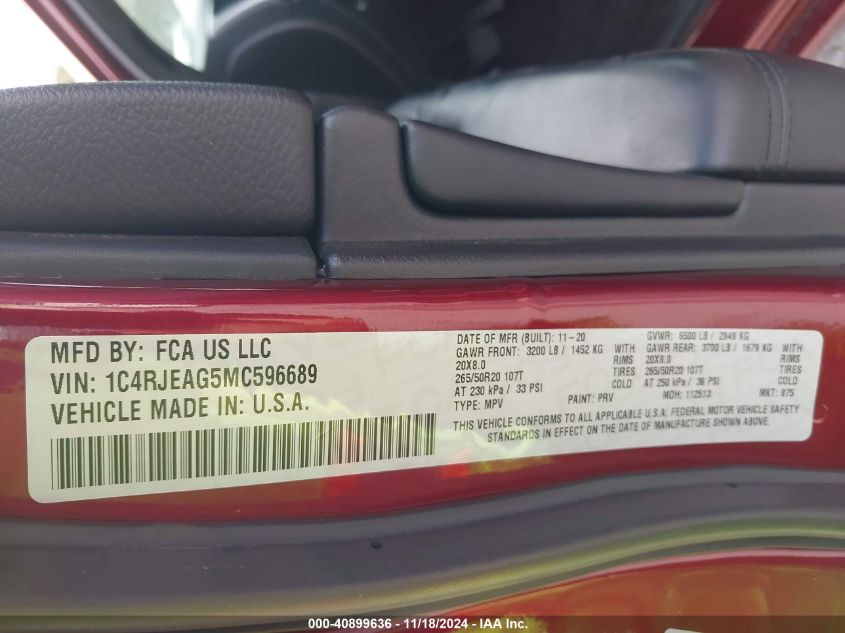 MFD BY: FCA US LLC
VIN: 1C4RJEAG5MC596689
VEHICLE MADE IN: U.S.A.
DATE OF MFR (BUILT): 11-20 GVWR: 6500 LB / 2949 KG
GAWR FRONT: 3200 LB / 1452 KG WITH GAWR REAR: 3700 LB / 1679 KG WITH
20X8.0 RIMS 20X8.0 RIMS
265/50R20 107T TIRES 265/50R20 107T TIRES
AT 230 kPa / 33 PSI AT 250 kPa / 36 PSI
TYPE: MPV PAINT: PRV MDH: 112513 MKT: 875
THIS VEHICLE CONFORMS TO ALL APPLICABLE U.S.A. FEDERAL MOTOR VEHICLE SAFETY
STANDARDS IN EFFECT ON THE DATE OF MANUFACTURE SHOWN ABOVE.
000-40899636 - 11/18/2024 - IAA Inc.